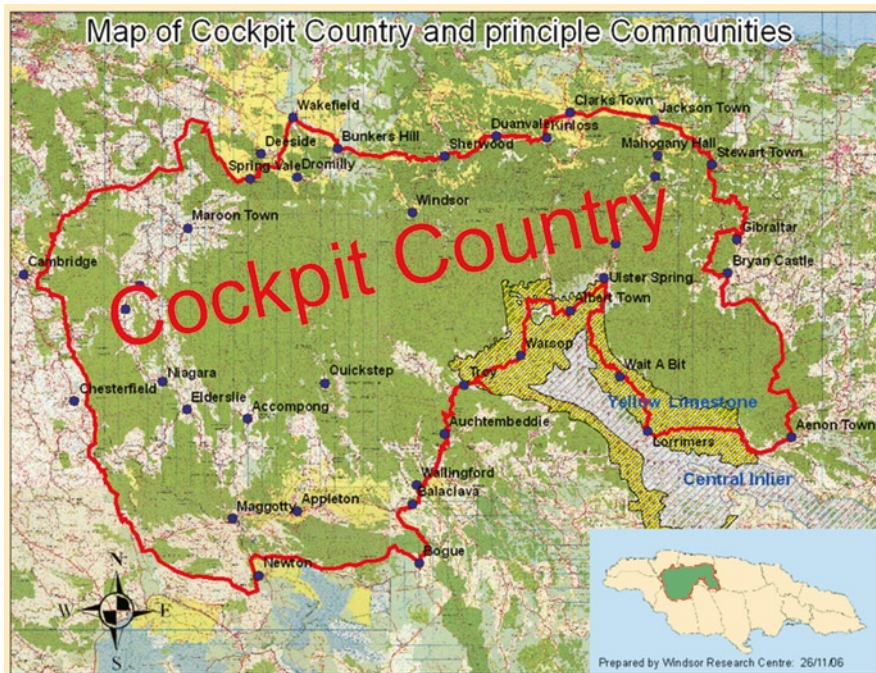 Map of Cockpit Country and principle Communities
Clarks Town
Wakefield
Jackson Town
Duanvale
Kinloss
Deeside
Bunkers Hill
Sherwood
Mahogany Hall
Stewart Town
Spring Vale
Dromilly
Windsor
Maroon Town
Gibraltar
Cockpit Country
Cambridge
Bryan Castle
Ulster Spring
Albert Town
Warsop
Niagara
Quickstep
Troy
Wait A Bit
Chesterfield
Elderslie
Accompong
Yellow Limestone
Auchtembeddie
Aenon Town
Lorrimers
Wallingford
Central Inlier
Balaclava
Maggotty
Appleton
Bogue
Newton
N
W
E
S
Prepared by Windsor Research Centre: 26/11/06